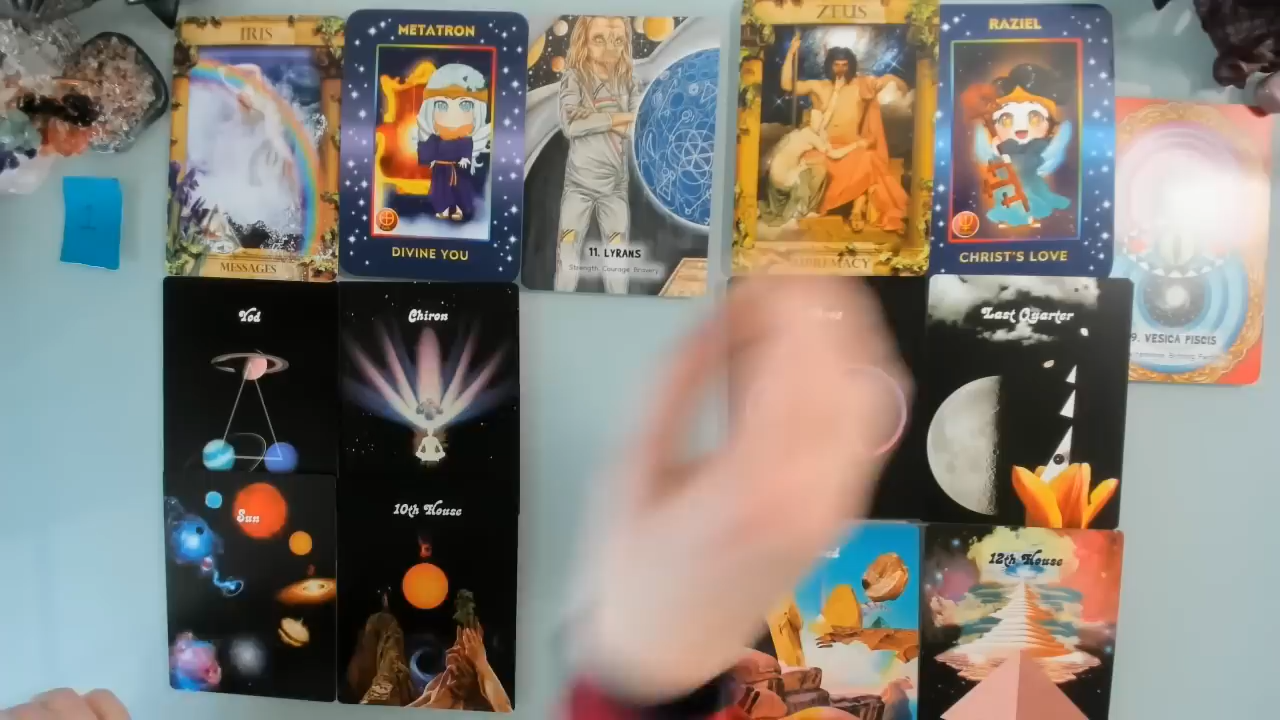 IRIS
MESSAGES
METATRON
DIVINE YOU
11. LYRANS
Strength, Courage, Bravery
ZEUS
RAZIEL
CHRIST'S LOVE
9. VESICA PISCIS
Yod
Chiron
Last Quarter
Sun
10th House
12th House